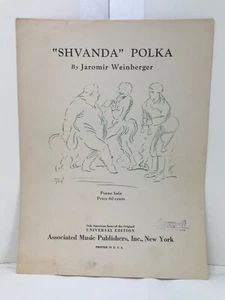 "SHVANDA" POLKA
By Jaromir Weinberger
Piano Solo
Price 60 cents
Sole American Issue of the Original
UNIVERSAL EDITION
Associated Music Publishers, Inc., New York
PRINTED IN U. S. A.